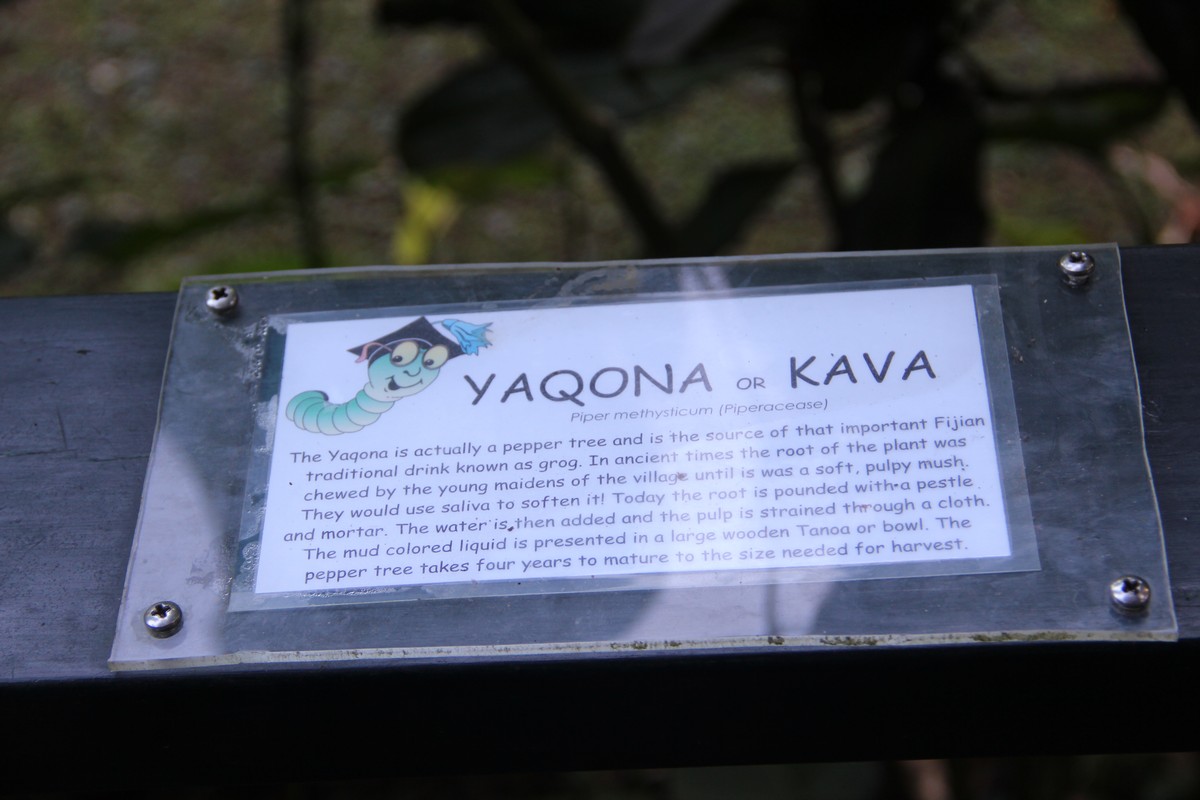 YAQONA OR KAVA
Piper methysticum (Piperacease)
The Yaqona is actually a pepper tree and is the source of that important Fijian
traditional drink known as grog. In ancient times the root of the plant was
chewed by the young maidens of the village until is was a soft, pulpy mush.
They would use saliva to soften it! Today the root is pounded with a pestle
and mortar. The water is then added and the pulp is strained through a cloth.
The mud colored liquid is presented in a large wooden Tanoa or bowl. The
pepper tree takes four years to mature to the size needed for harvest.